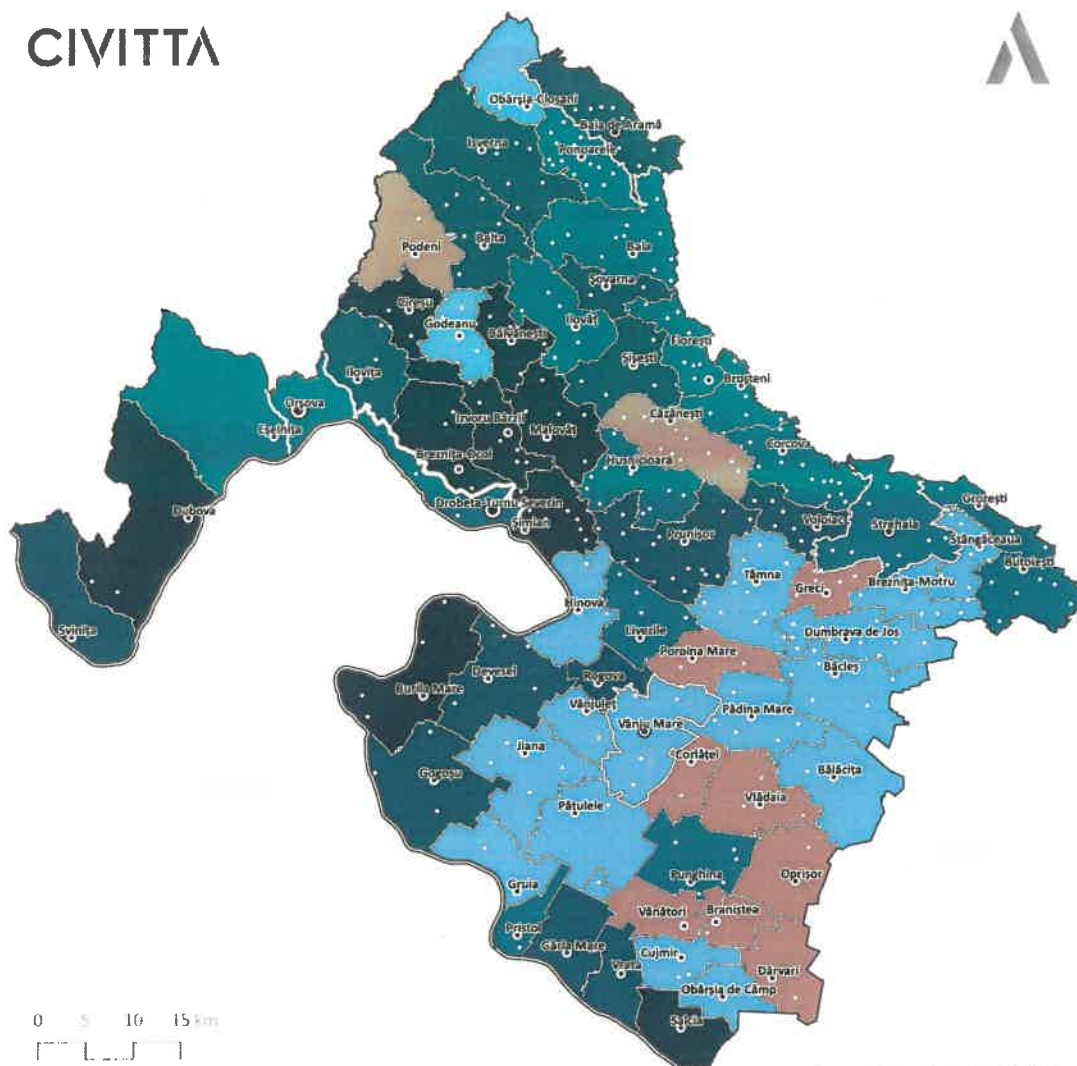 CIVITTA
Obârșia-Cloșani
Baia de Aramă
Isverna
Ponoarele
Podeni
Balta
Bala
Șovarna
Cireșu
Godeanu
Bâlvănești
Ilovăț
Florești
Șișești
Ilovița
Broșteni
Orșova
Căzănești
Izvoru Bârzii
Malovăț
Eșelnița
Corcova
Breznița-Ocol
Husnicioara
Drobeta-Turnu Severin
Grozești
Dubova
Șimian
Voloiac
Strehaia
Prunișor
Stângăceaua
Butoiești
Tâmna
Breznița-Motru
Greci
Hinova
Svinița
Livezile
Dumbrava de Jos
Poroina Mare
Bâcleș
Devesel
Rogova
Burila Mare
Vânjuleț
Pădina Mare
Vânju Mare
Jiana
Corlățel
Gogoșu
Bălăcița
Vlădaia
Pătulele
Punghina
Oprișor
Gruia
Vânători
Braniștea
Pristol
Gârla Mare
Cujmir
Vrata
Dârvari
Obârșia de Câmp
Salcia
0 5 10 15 km